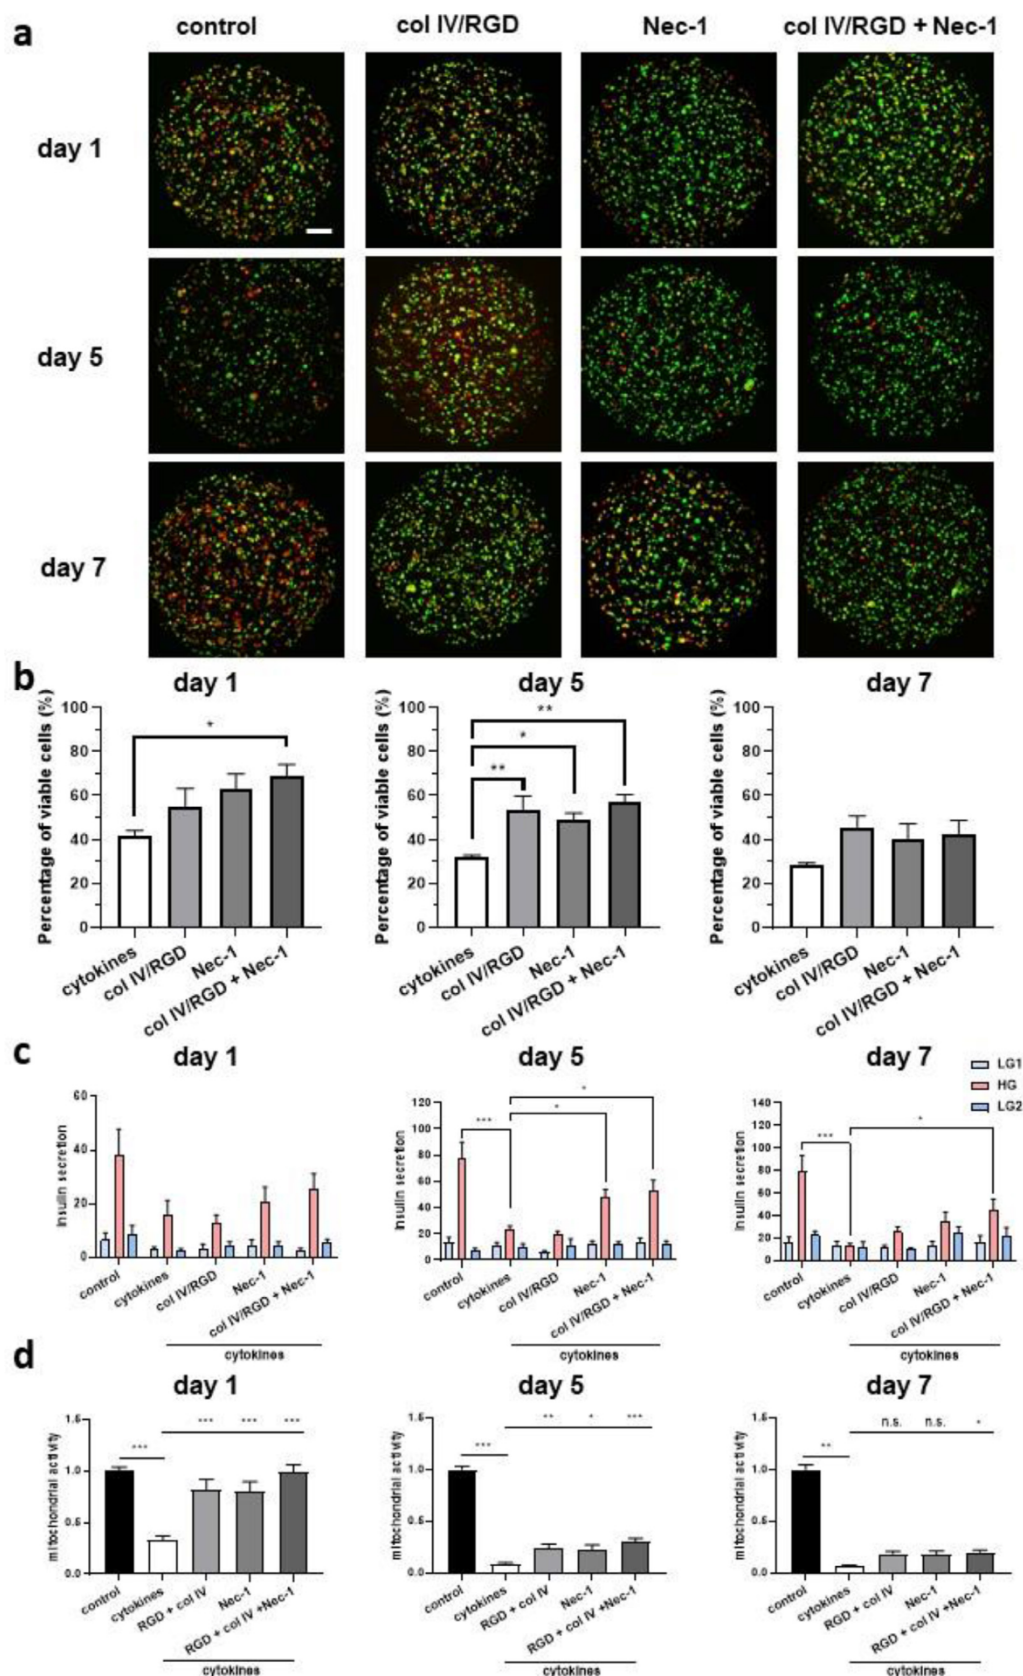 a
control
col IV/RGD
Nec-1
col IV/RGD + Nec-1
day 1
day 5
day 7
b
day 1
day 5
day 7
Percentage of viable cells (%)
100
80
60
40
20
0
cytokines
col IV/RGD
Nec-1
col IV/RGD + Nec-1
*
Percentage of viable cells (%)
100
80
60
40
20
0
cytokines
col IV/RGD
Nec-1
col IV/RGD + Nec-1
**
*
**
Percentage of viable cells (%)
100
80
60
40
20
0
cytokines
col IV/RGD
Nec-1
col IV/RGD + Nec-1
c
day 1
day 5
day 7
LG1
HG
LG2
Insulin secretion
60
40
20
0
control
cytokines
col IV/RGD
Nec-1
col IV/RGD + Nec-1
cytokines
Insulin secretion
120
100
80
60
40
20
0
***
*
*
control
cytokines
col IV/RGD
Nec-1
col IV/RGD + Nec-1
cytokines
Insulin secretion
140
120
100
80
60
40
20
0
***
*
control
cytokines
col IV/RGD
Nec-1
col IV/RGD + Nec-1
cytokines
d
day 1
day 5
day 7
mitochondrial activity
1.5
1.0
0.5
0.0
***
***
***
***
control
cytokines
RGD + col IV
Nec-1
RGD + col IV +Nec-1
cytokines
mitochondrial activity
1.5
1.0
0.5
0.0
***
**
*
***
control
cytokines
RGD + col IV
Nec-1
RGD + col IV +Nec-1
cytokines
mitochondrial activity
1.5
1.0
0.5
0.0
**
n.s.
n.s.
*
control
cytokines
RGD + col IV
Nec-1
RGD + col IV +Nec-1
cytokines